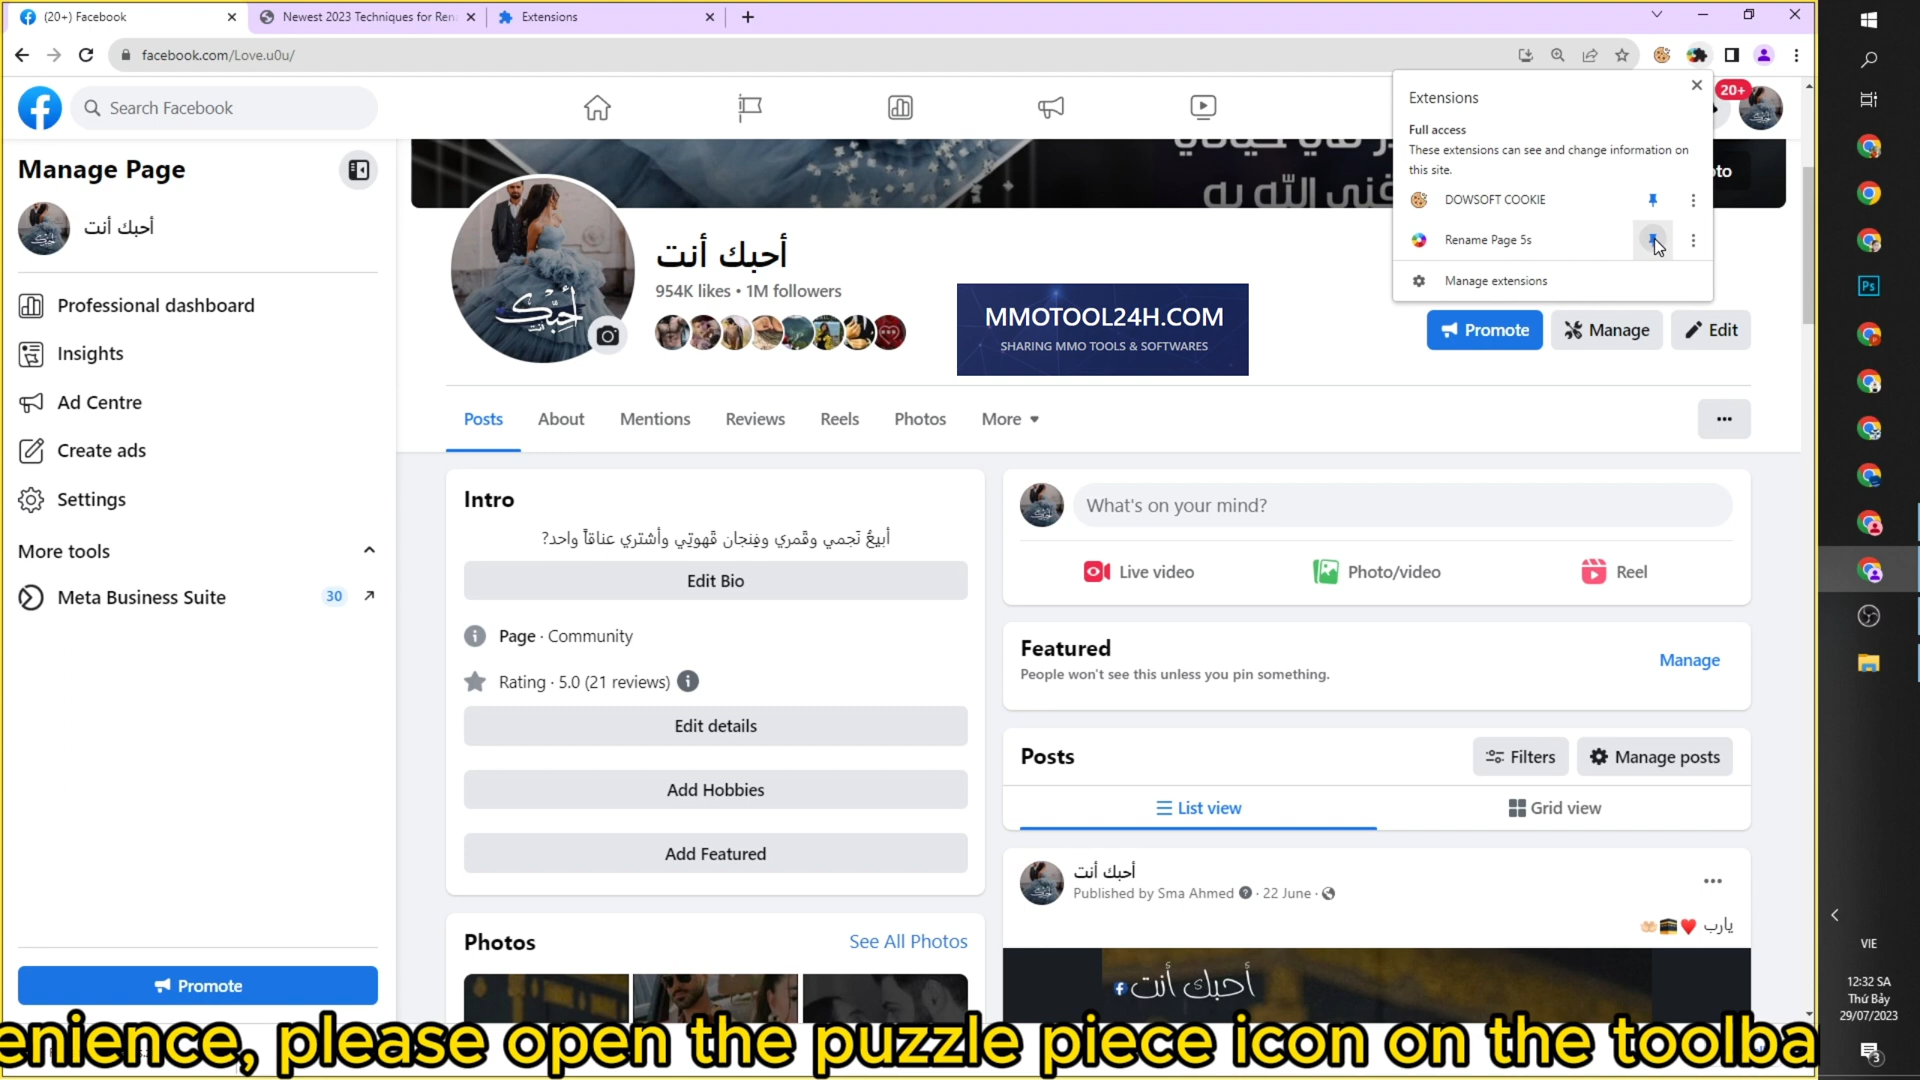 (20+) Facebook
Newest 2023 Techniques for Ren
Extensions
facebook.com/Love.u0u/
Search Facebook
20+
Extensions
Full access
These extensions can see and change information on
this site.
DOWSOFT COOKIE
Rename Page 5s
Manage extensions
Manage Page
أحبك أنت
Professional dashboard
Insights
Ad Centre
Create ads
Settings
More tools
Meta Business Suite
30
Promote
أحبك أنت
954K likes • 1M followers
MMOTOOL24H.COM
SHARING MMO TOOLS & SOFTWARES
Promote
Manage
Edit
Posts
About
Mentions
Reviews
Reels
Photos
More
Intro
أبيعُ نَجمي وقَمري وفِنجان قَهوتِي وأشتري عناقاً واحد?
Edit Bio
Page · Community
Rating · 5.0 (21 reviews)
Edit details
Add Hobbies
Add Featured
Photos
See All Photos
What's on your mind?
Live video
Photo/video
Reel
Featured
People won't see this unless you pin something.
Manage
Posts
Filters
Manage posts
List view
Grid view
أحبك أنت
Published by Sma Ahmed · 22 June ·
يارب
أحبك أنت
enience, please open the puzzle piece icon on the toolba
Ps
VIE
12:32 SA
Thứ Bảy
29/07/2023
3